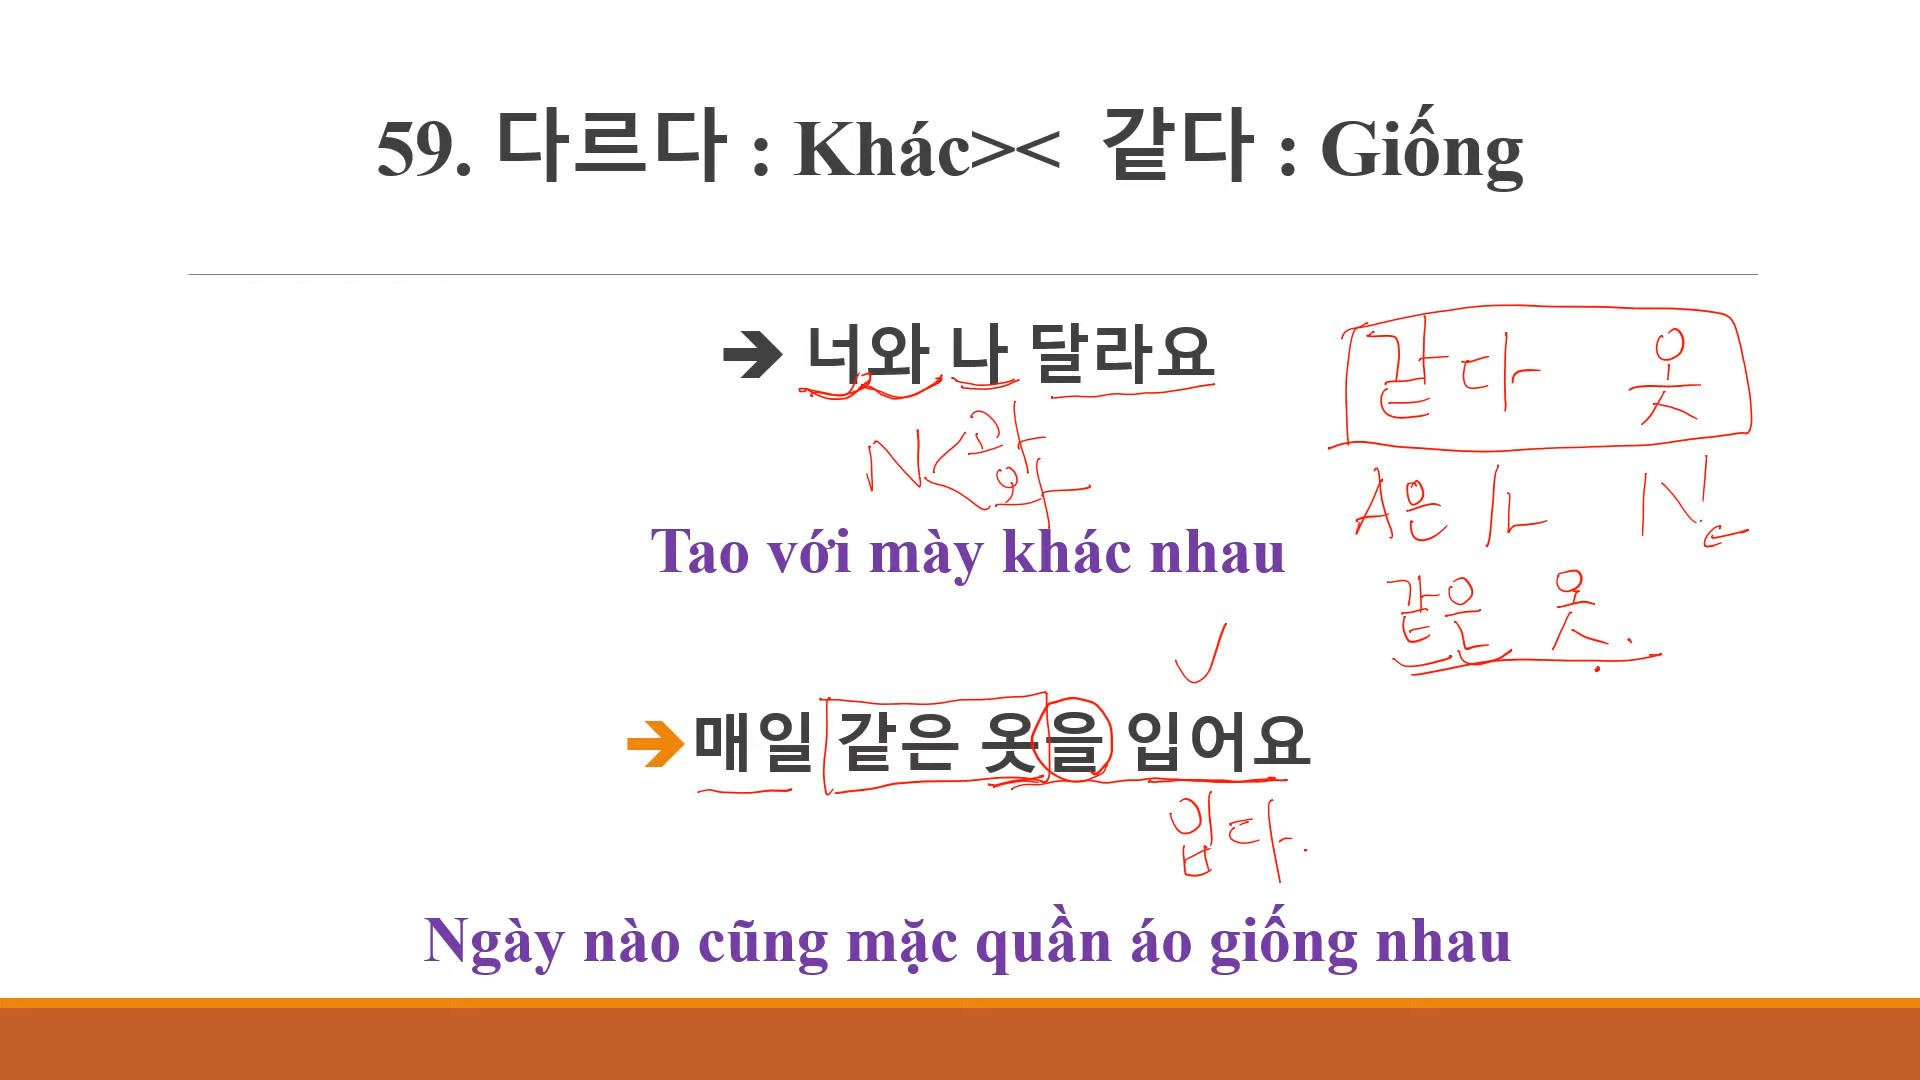 59. 다르다 : Khác>< 같다 : Giống
➔ 너와 나 달라요
같다 옷
N< 과 와
A은/ㄴ N
Tao với mày khác nhau
같은 옷.
➔매일 같은 옷을 입어요
입다.
Ngày nào cũng mặc quần áo giống nhau